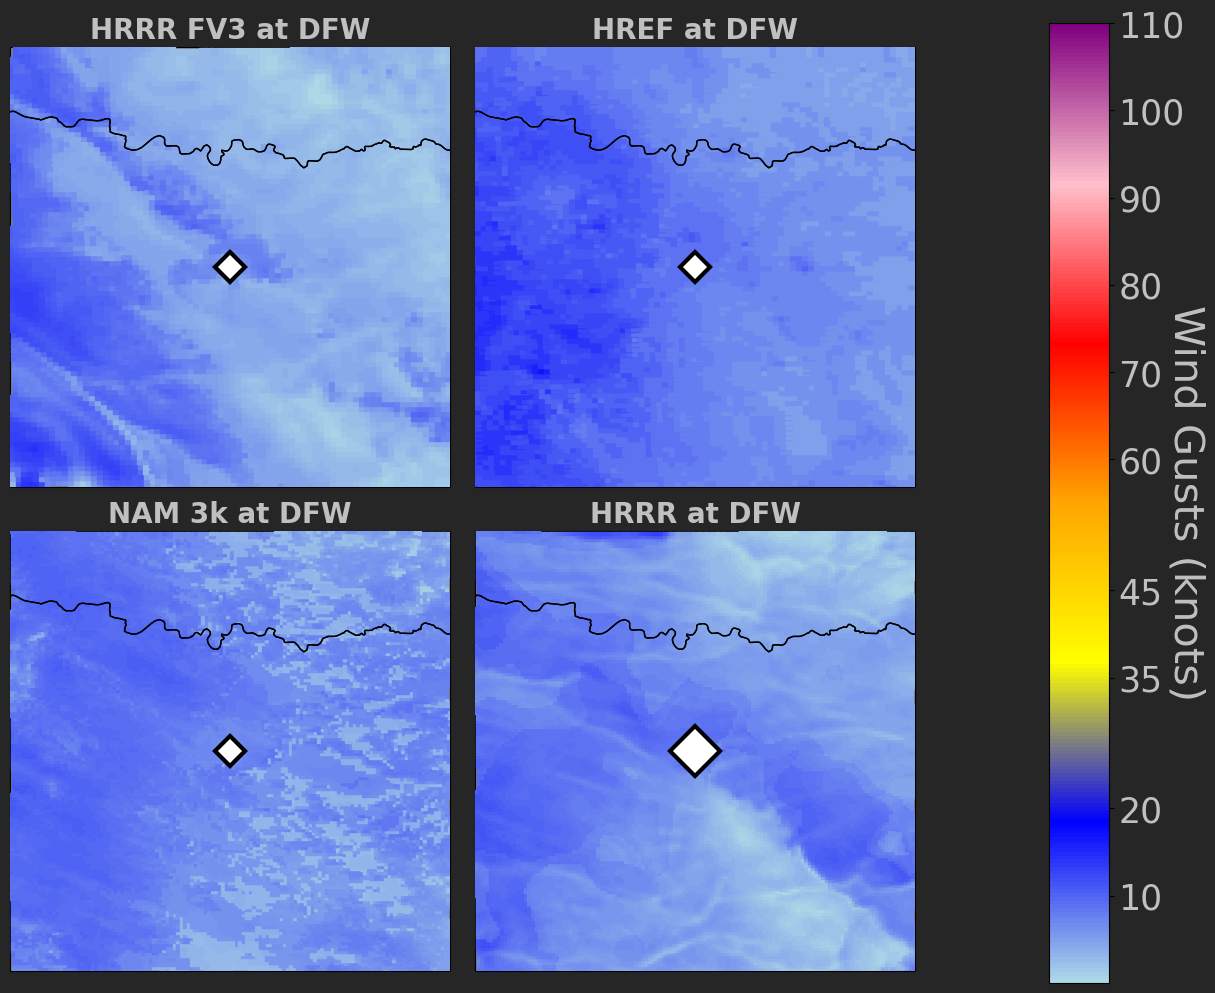 HRRR FV3 at DFW
HREF at DFW
NAM 3k at DFW
HRRR at DFW
110
100
90
80
70
60
45
35
20
10
Wind Gusts (knots)